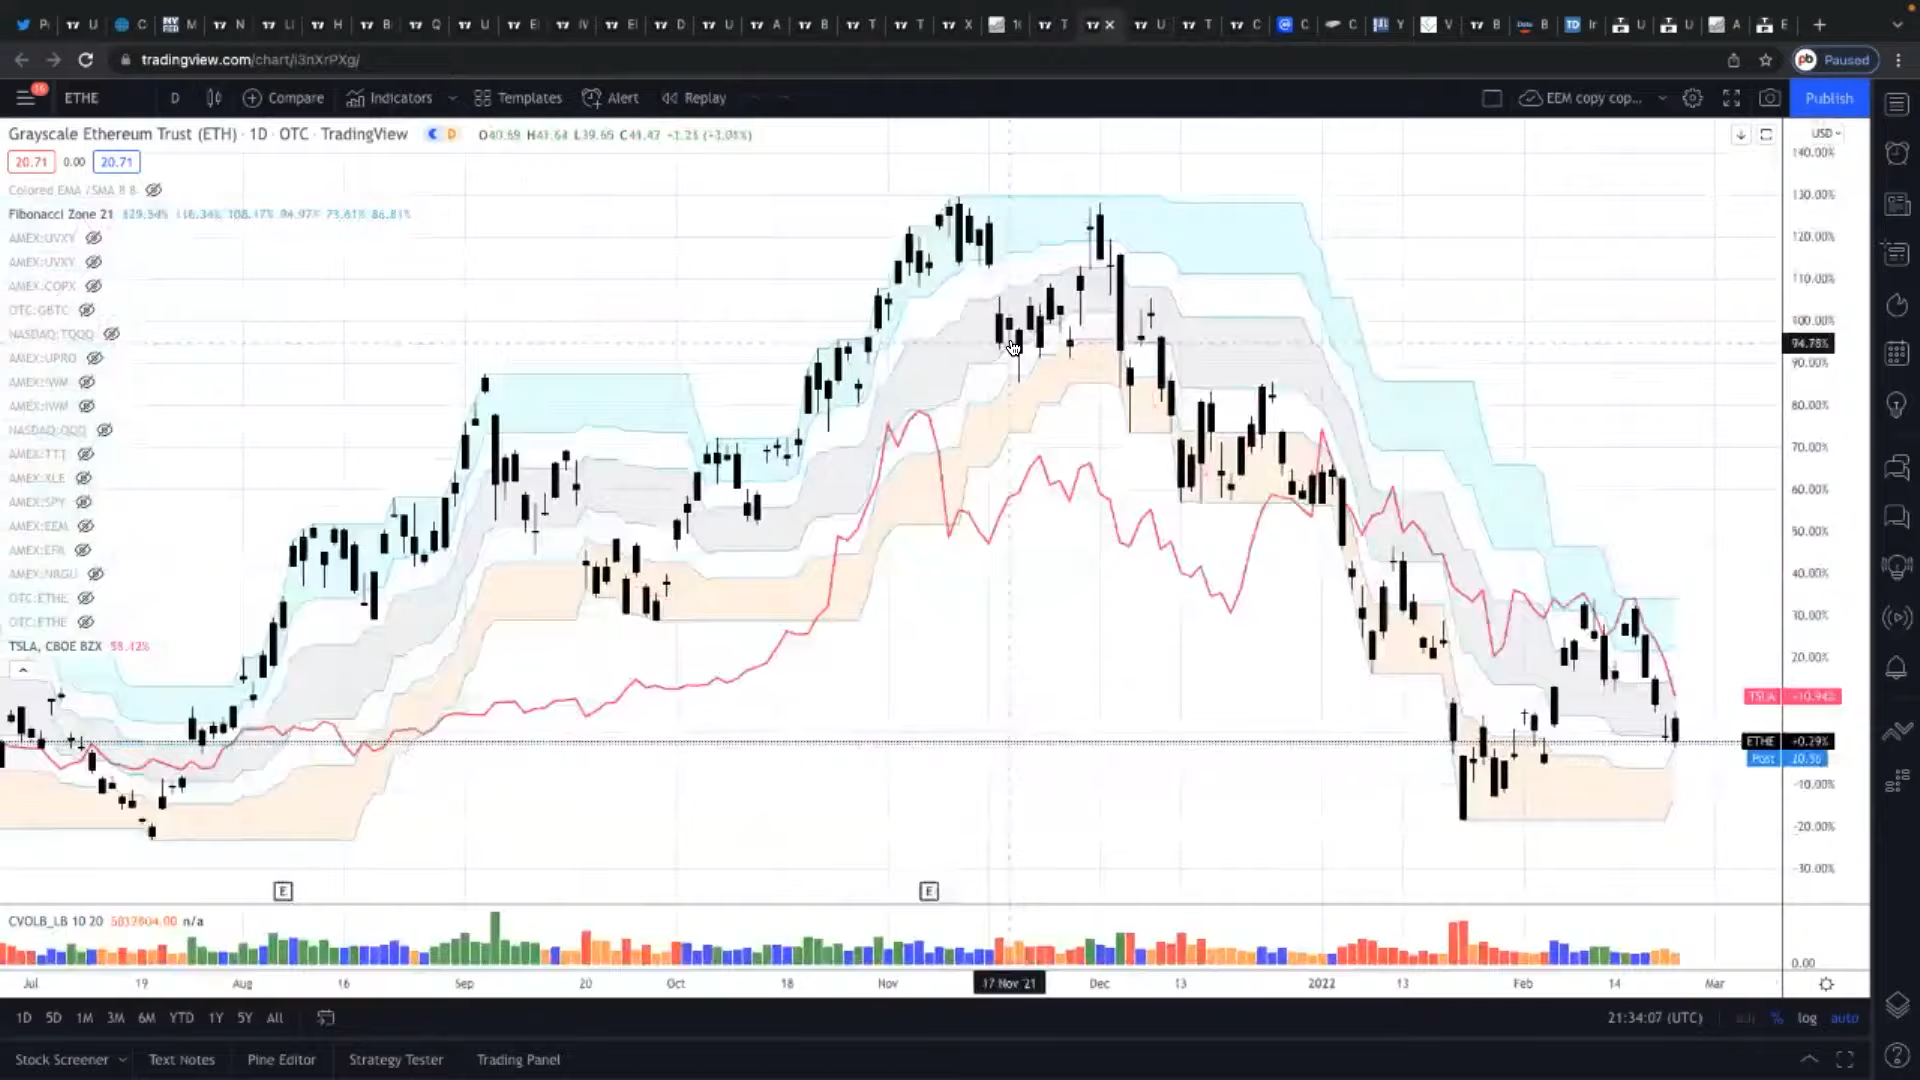 tradingview.com/chart/i3nXrPXg/
Paused
16
ETHE D Compare Indicators Templates Alert Replay EEM copy cop... Publish
Grayscale Ethereum Trust (ETH) · 1D · OTC · TradingView D
USD
20.71 0.00 20.71
Colored EMA /SMA 8 8
Fibonacci Zone 21
AMEX:UVXY
AMEX:UVXY
AMEX:COPX
OTC:GBTC
NASDAQ:TQQQ
AMEX:UPRO
AMEX:IWM
AMEX:IWM
NASDAQ:QQQ
AMEX:XLE
AMEX:SPY
AMEX:EEM
AMEX:EFA
AMEX:NRGU
OTC:ETHE
OTC:ETHE
TSLA, CBOE BZX 58.42%
140.00%
130.00%
120.00%
110.00%
100.00%
94.78%
90.00%
80.00%
70.00%
60.00%
50.00%
40.00%
30.00%
20.00%
TSLA
ETHE +0.29%
Post
-10.00%
-20.00%
-30.00%
E E
CVOLB_LB 10 20 n/a
0.00
Jul 19 Aug 16 Sep 20 Oct 18 Nov 17 Nov '21 Dec 13 2022 13 Feb 14 Mar
1D 5D 1M 3M 6M YTD 1Y 5Y All 21:34:07 (UTC) % log auto
Stock Screener Text Notes Pine Editor Strategy Tester Trading Panel